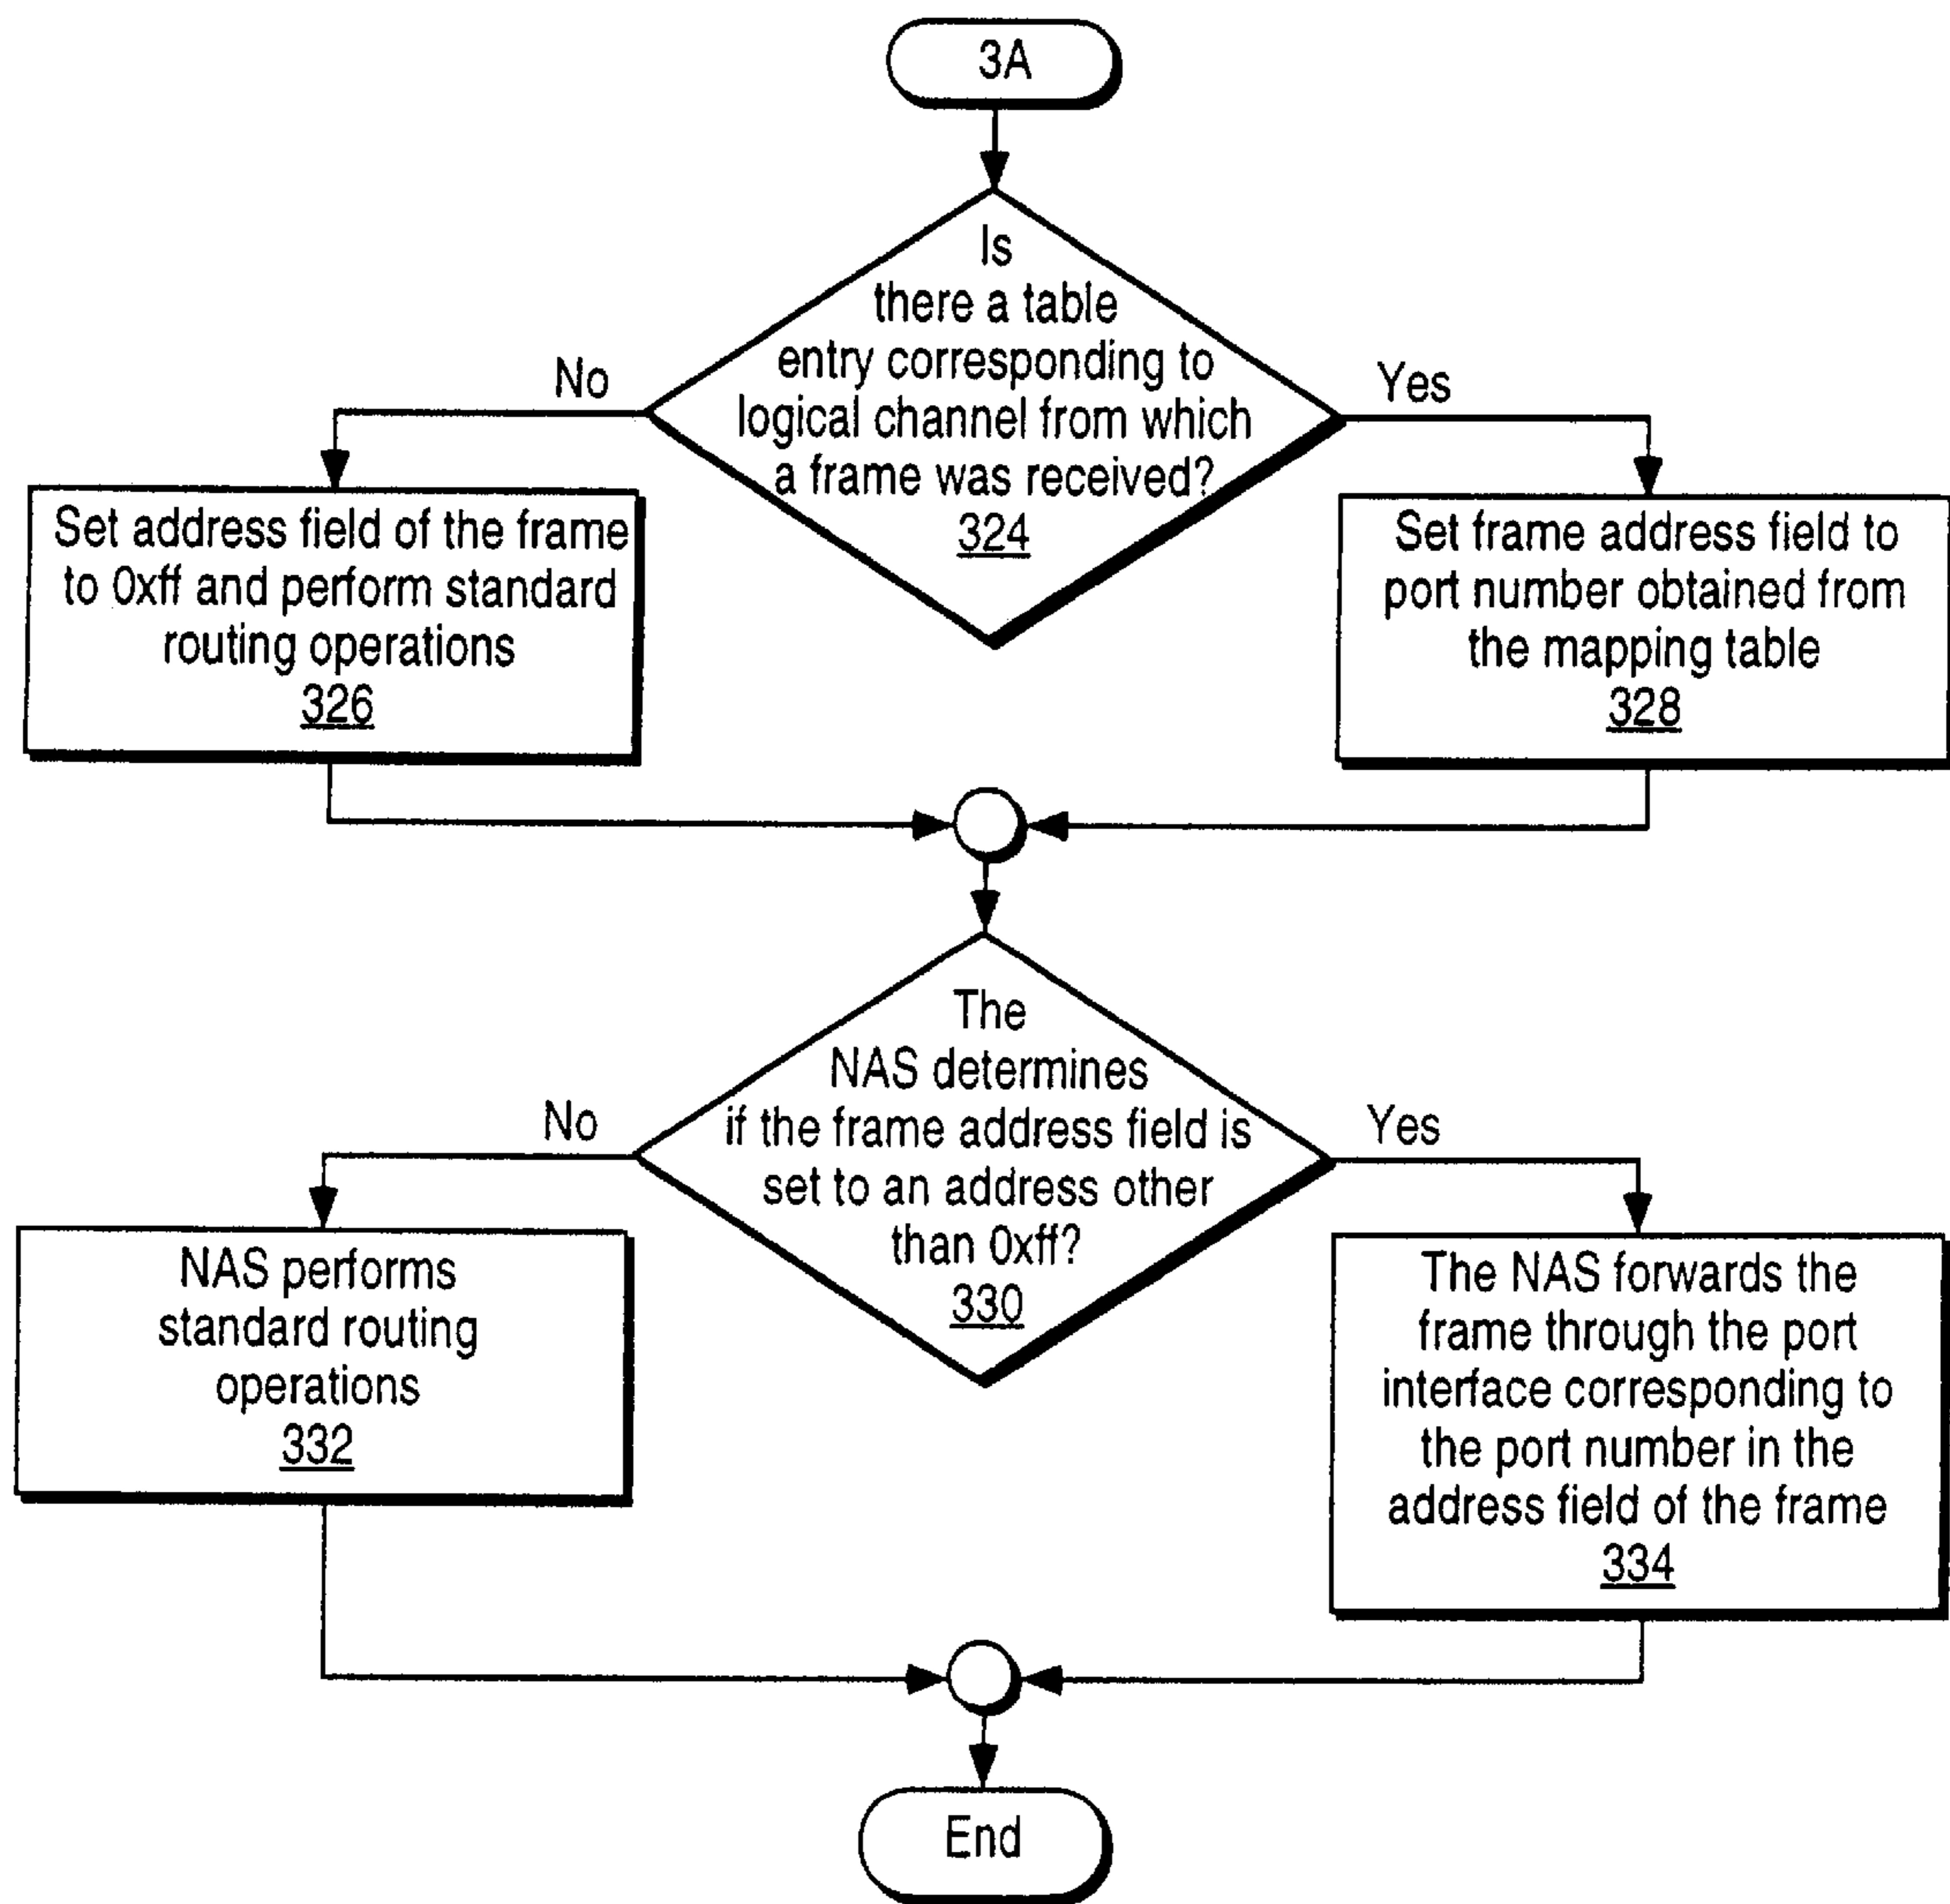 3A
Is
there a table
entry corresponding to
logical channel from which
a frame was received?
324
No
Yes
Set address field of the frame
to 0xff and perform standard
routing operations
326
Set frame address field to
port number obtained from
the mapping table
328
The
NAS determines
if the frame address field is
set to an address other
than 0xff?
330
No
Yes
NAS performs
standard routing
operations
332
The NAS forwards the
frame through the port
interface corresponding to
the port number in the
address field of the frame
334
End